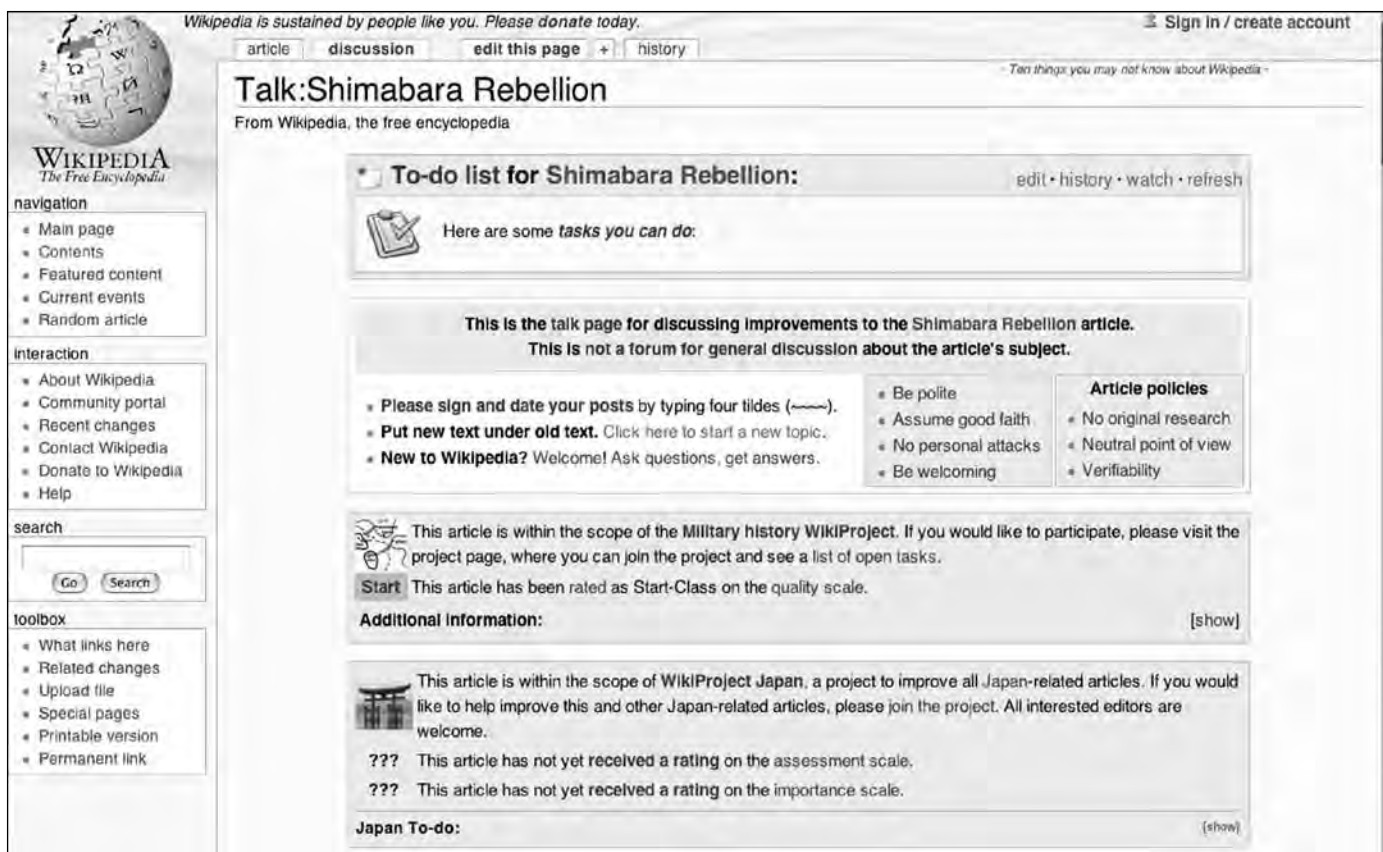 Wikipedia is sustained by people like you. Please donate today.
Sign in / create account
article discussion edit this page + history
- Ten things you may not know about Wikipedia -
Talk:Shimabara Rebellion
From Wikipedia, the free encyclopedia
WIKIPEDIA
The Free Encyclopedia
navigation
Main page
Contents
Featured content
Current events
Random article
interaction
About Wikipedia
Community portal
Recent changes
Contact Wikipedia
Donate to Wikipedia
Help
search
Go Search
toolbox
What links here
Related changes
Upload file
Special pages
Printable version
Permanent link
To-do list for Shimabara Rebellion:
edit · history · watch · refresh
Here are some tasks you can do:
This is the talk page for discussing improvements to the Shimabara Rebellion article.
This is not a forum for general discussion about the article's subject.
Please sign and date your posts by typing four tildes (~~~~).
Put new text under old text. Click here to start a new topic.
New to Wikipedia? Welcome! Ask questions, get answers.
Be polite
Assume good faith
No personal attacks
Be welcoming
Article policies
No original research
Neutral point of view
Verifiability
This article is within the scope of the Military history WikiProject. If you would like to participate, please visit the
project page, where you can join the project and see a list of open tasks.
Start This article has been rated as Start-Class on the quality scale.
Additional information: [show]
This article is within the scope of WikiProject Japan, a project to improve all Japan-related articles. If you would
like to help improve this and other Japan-related articles, please join the project. All interested editors are
welcome.
??? This article has not yet received a rating on the assessment scale.
??? This article has not yet received a rating on the importance scale.
Japan To-do: [show]